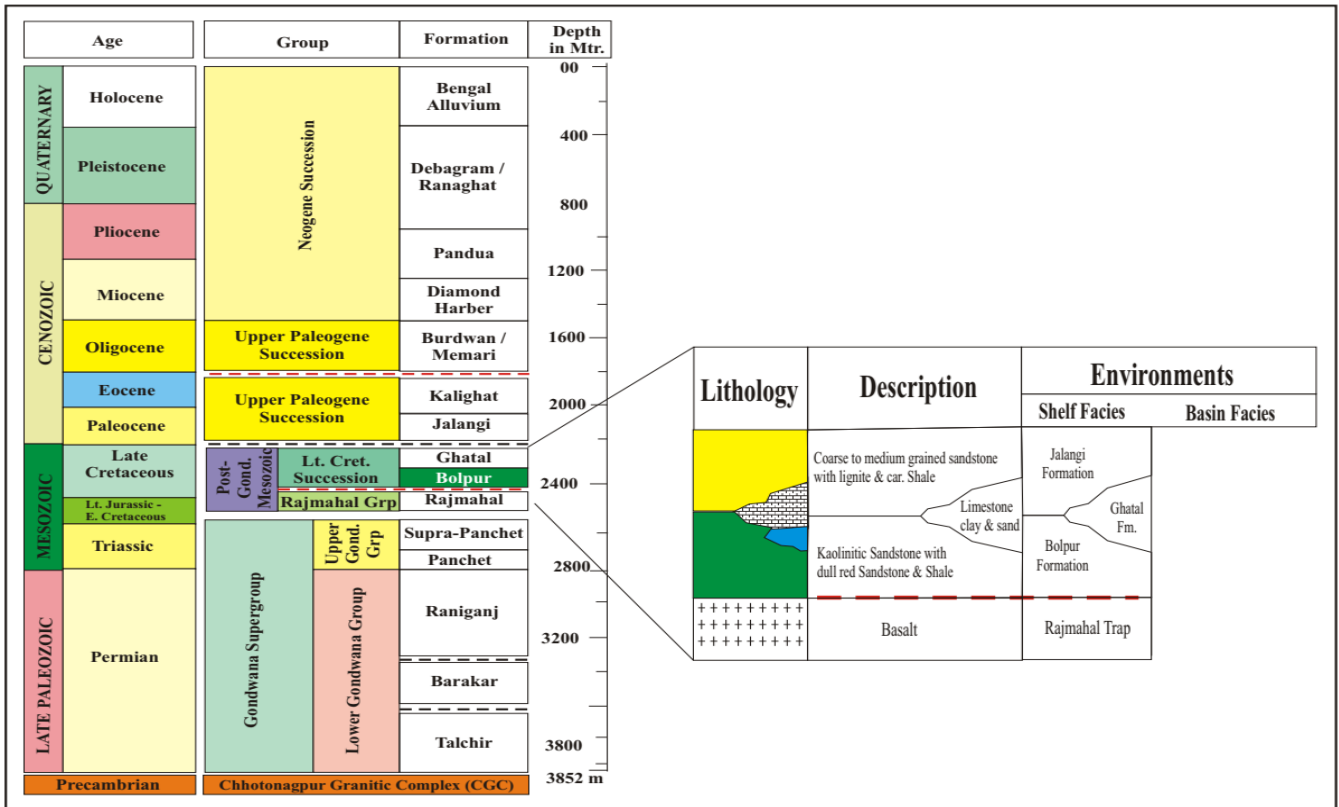 Age
Group
Formation
Depth
in Mtr.
QUATERNARY
CENOZOIC
MESOZOIC
LATE PALEOZOIC
Holocene
Pleistocene
Pliocene
Miocene
Oligocene
Eocene
Paleocene
Late
Cretaceous
Lt. Jurassic -
E. Cretaceous
Triassic
Permian
Precambrian
Neogene Succession
Upper Paleogene
Succession
Upper Paleogene
Succession
Post-
Gond.
Mesozoic
Lt. Cret.
Succession
Rajmahal Grp
Gondwana Supergroup
Upper
Gond.
Grp
Lower Gondwana Group
Chhotonagpur Granitic Complex (CGC)
Bengal
Alluvium
Debagram /
Ranaghat
Pandua
Diamond
Harber
Burdwan /
Memari
Kalighat
Jalangi
Ghatal
Bolpur
Rajmahal
Supra-Panchet
Panchet
Raniganj
Barakar
Talchir
00
400
800
1200
1600
2000
2400
2800
3200
3800
3852 m
Lithology
Description
Environments
Shelf Facies
Basin Facies
Coarse to medium grained sandstone
with lignite & car. Shale
Limestone
clay & sand
Kaolinitic Sandstone with
dull red Sandstone & Shale
Basalt
Jalangi
Formation
Ghatal
Fm.
Bolpur
Formation
Rajmahal Trap